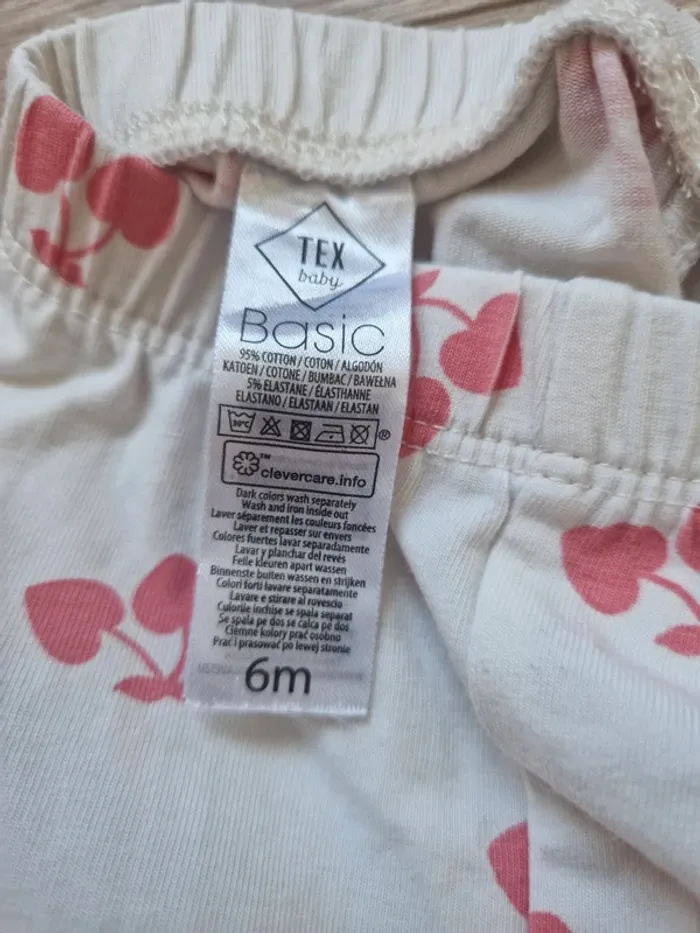 TEX
baby
Basic
95% COTTON / COTON / ALGODÓN
KATOEN / COTONE / BUMBAC / BAWEŁNA
5% ELASTANE / ÉLASTHANNE
ELASTANO / ELASTAAN / ELASTAN
30°C ®
™
clevercare.info
Dark colors wash separately
Wash and iron inside out
Laver séparement les couleurs foncées
Laver et repasser sur envers
Colores fuertes lavar separadamente
Lavar y planchar del revés
Felle kleuren apart wassen
Binnenste buiten wassen en strijken
Colori forti lavare separatamente
Lavare e stirare al rovescio
Culorile inchise se spala separat
Se spala pe dos se calca pe dos
Ciemne kolory prać osobno
Prać i prasować po lewej stronie
6m